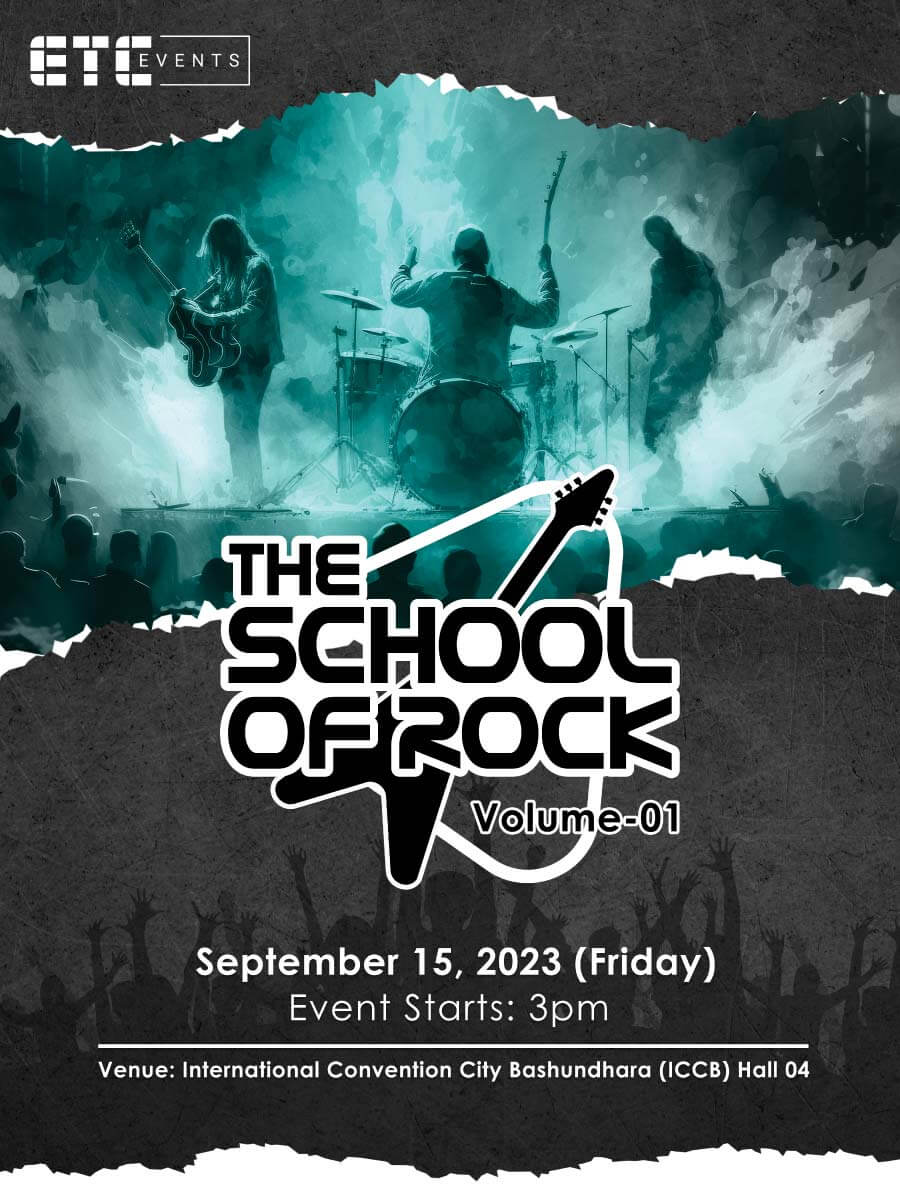 ETC EVENTS
THE
SCHOOL
OF ROCK
Volume-01
September 15, 2023 (Friday)
Event Starts: 3pm
Venue: International Convention City Bashundhara (ICCB) Hall 04